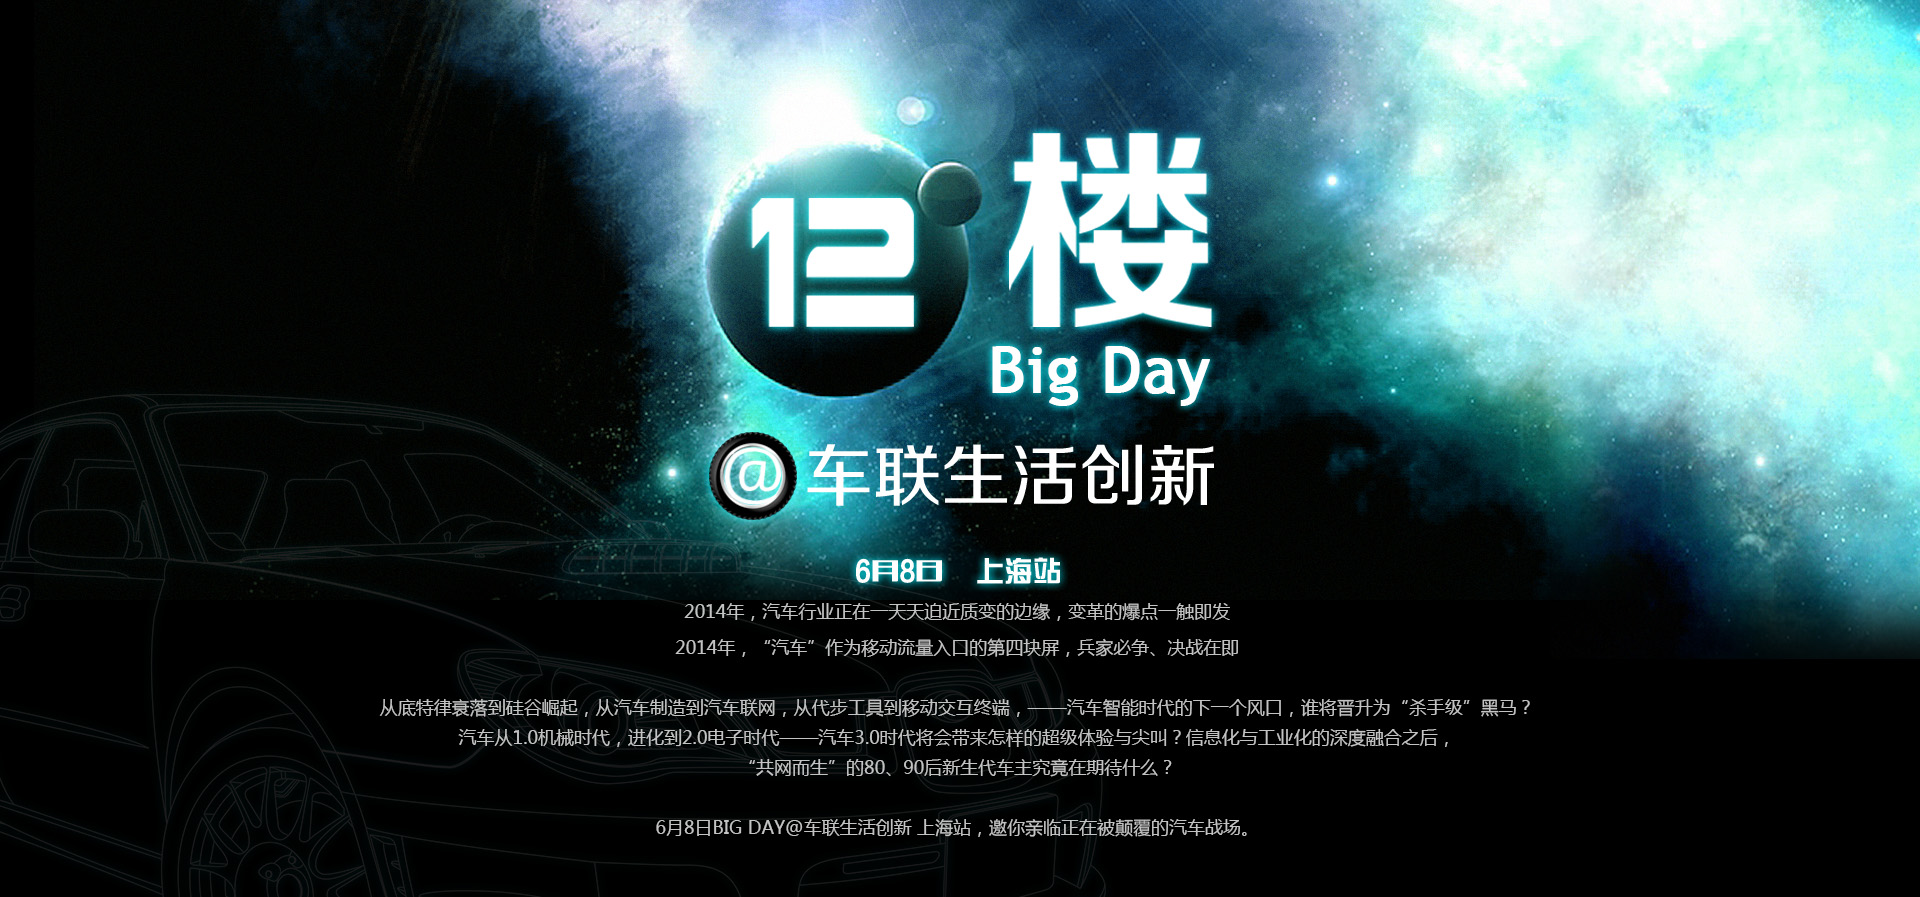 12楼
Big Day
@车联生活创新
6月8日 上海站
2014年，汽车行业正在一天天迫近质变的边缘，变革的爆点一触即发
2014年，“汽车”作为移动流量入口的第四块屏，兵家必争、决战在即
从底特律衰落到硅谷崛起，从汽车制造到汽车联网，从代步工具到移动交互终端，——汽车智能时代的下一个风口，谁将晋升为“杀手级”黑马？
汽车从1.0机械时代，进化到2.0电子时代——汽车3.0时代将会带来怎样的超级体验与尖叫？信息化与工业化的深度融合之后，
“共网而生”的80、90后新生代车主究竟在期待什么？
6月8日BIG DAY@车联生活创新 上海站，邀你亲临正在被颠覆的汽车战场。